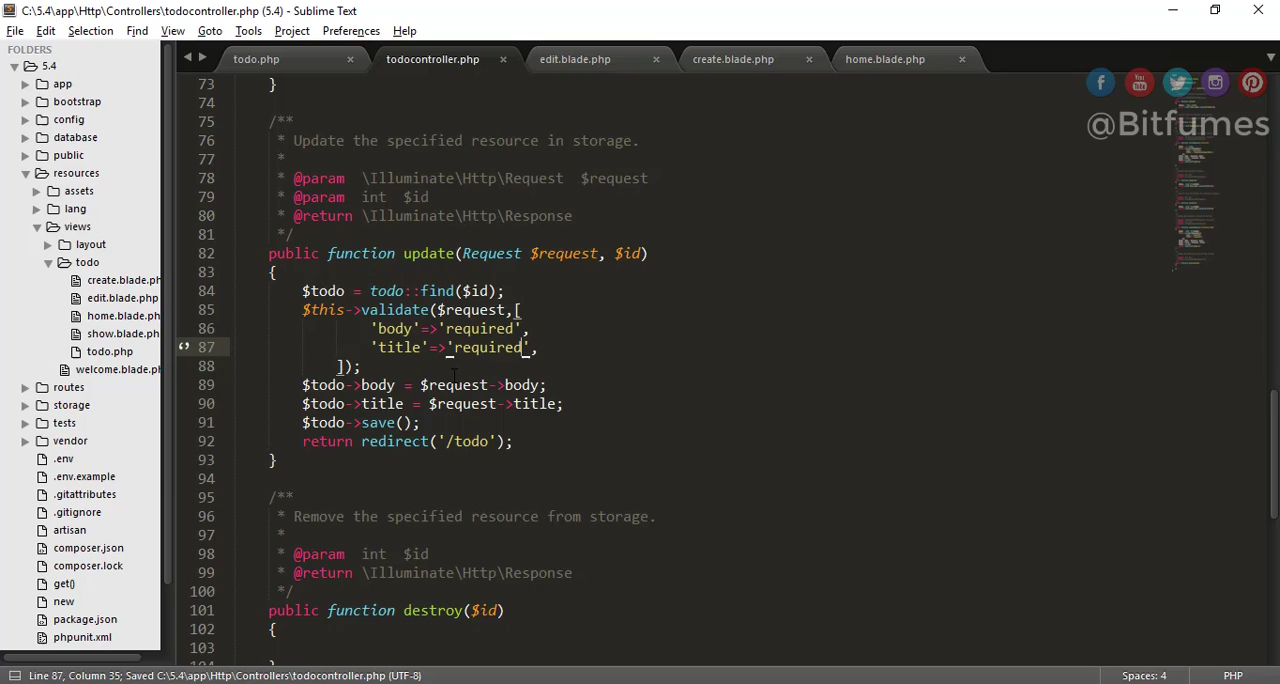 C:\5.4\app\Http\Controllers\todocontroller.php (5.4) - Sublime Text
File Edit Selection Find View Goto Tools Project Preferences Help
FOLDERS
5.4
app
bootstrap
config
database
public
resources
assets
lang
views
layout
todo
create.blade.ph
edit.blade.php
home.blade.ph
show.blade.ph
todo.php
welcome.blade.ph
routes
storage
tests
vendor
.env
.env.example
.gitattributes
.gitignore
artisan
composer.json
composer.lock
get()
new
package.json
phpunit.xml
todo.php × todocontroller.php × edit.blade.php × create.blade.php × home.blade.php ×
@Bitfumes
73 }
74
75 /**
76 * Update the specified resource in storage.
77 *
78 * @param \Illuminate\Http\Request $request
79 * @param int $id
80 * @return \Illuminate\Http\Response
81 */
82 public function update(Request $request, $id)
83 {
84 $todo = todo::find($id);
85 $this->validate($request,[
86 'body'=>'required',
87 'title'=>'required',
88 ]);
89 $todo->body = $request->body;
90 $todo->title = $request->title;
91 $todo->save();
92 return redirect('/todo');
93 }
94
95 /**
96 * Remove the specified resource from storage.
97 *
98 * @param int $id
99 * @return \Illuminate\Http\Response
100 */
101 public function destroy($id)
102 {
103
104 }
Line 87, Column 35; Saved C:\5.4\app\Http\Controllers\todocontroller.php (UTF-8) Spaces: 4 PHP